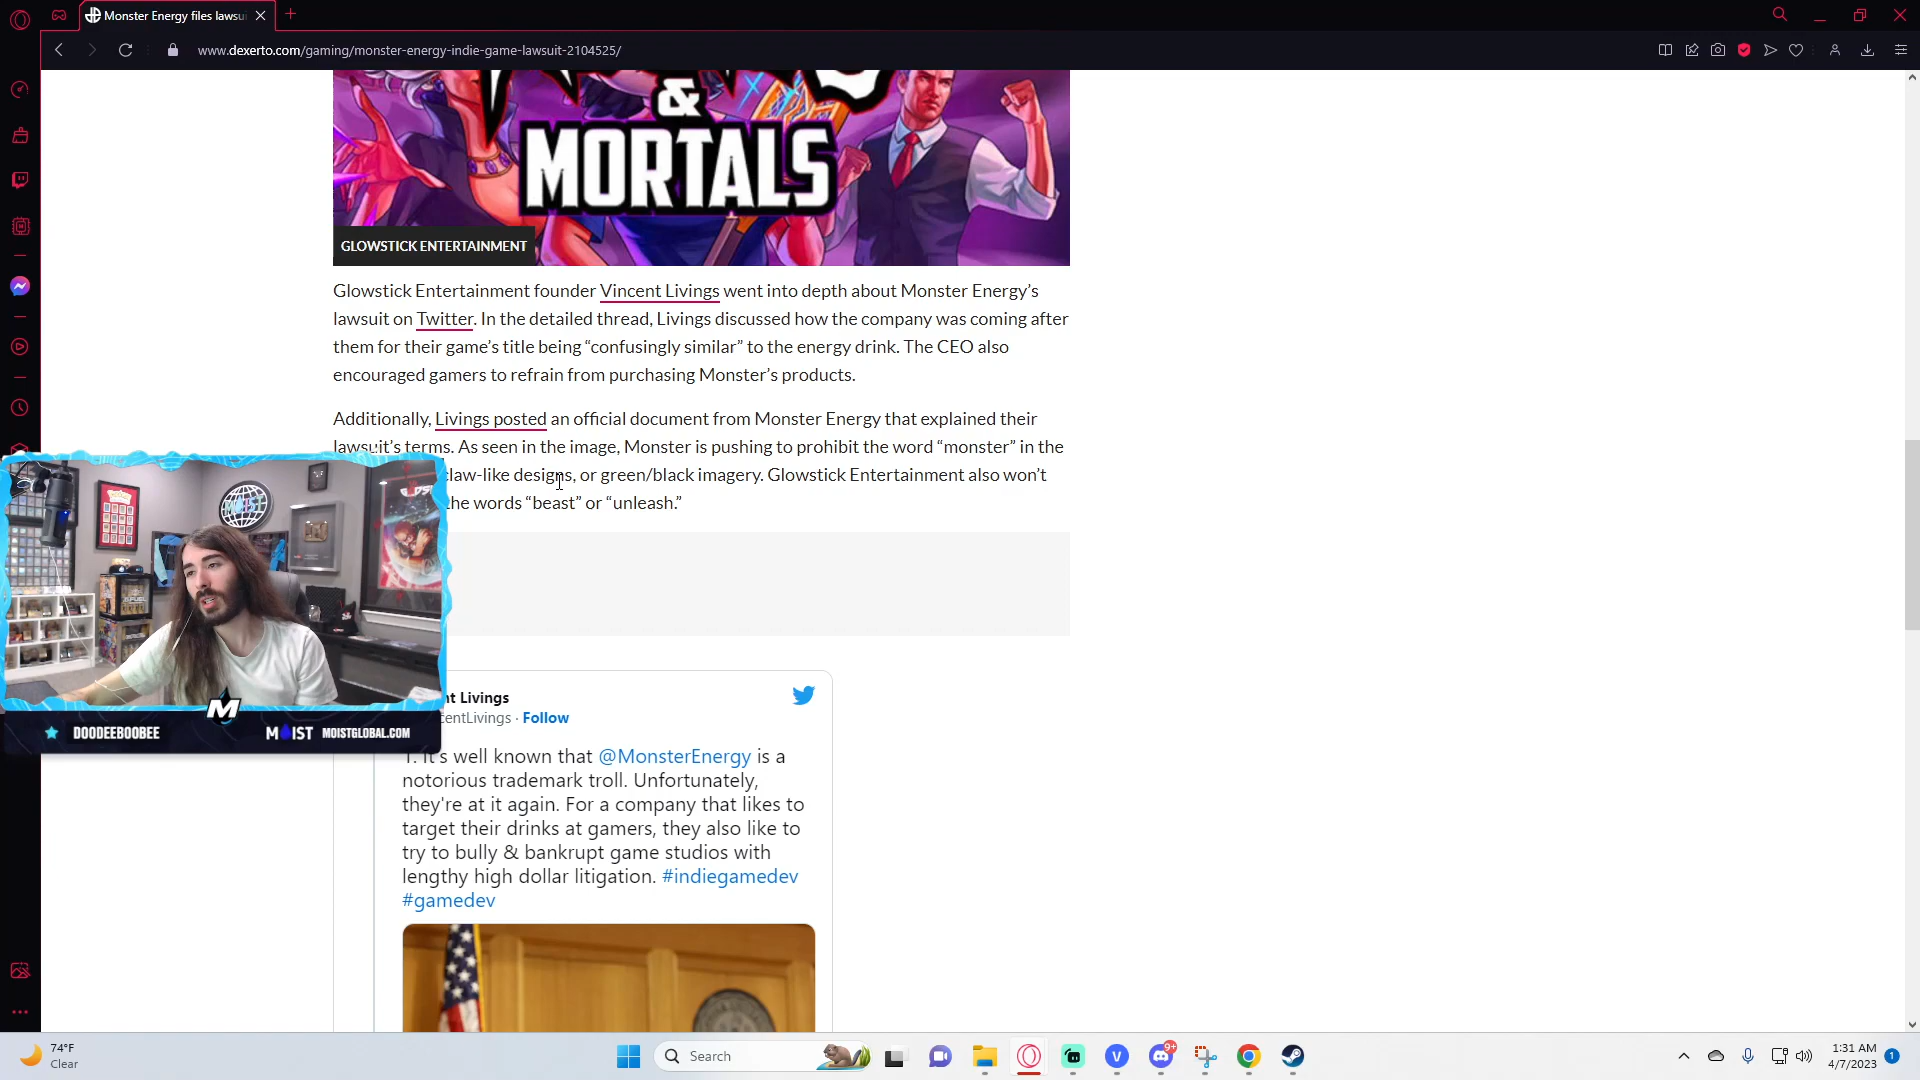 Monster Energy files lawsu
www.dexerto.com/gaming/monster-energy-indie-game-lawsuit-2104525/
&
MORTALS
GLOWSTICK ENTERTAINMENT
Glowstick Entertainment founder Vincent Livings went into depth about Monster Energy’s
lawsuit on Twitter. In the detailed thread, Livings discussed how the company was coming after
them for their game’s title being “confusingly similar” to the energy drink. The CEO also
encouraged gamers to refrain from purchasing Monster’s products.
Additionally, Livings posted an official document from Monster Energy that explained their
lawsuit’s terms. As seen in the image, Monster is pushing to prohibit the word “monster” in the
claw-like designs, or green/black imagery. Glowstick Entertainment also won’t
the words “beast” or “unleash.”
MOIST
M
DOODEEBOOBEE
MOIST MOISTGLOBAL.COM
nt Livings
centLivings · Follow
1. It's well known that @MonsterEnergy is a
notorious trademark troll. Unfortunately,
they're at it again. For a company that likes to
target their drinks at gamers, they also like to
try to bully & bankrupt game studios with
lengthy high dollar litigation. #indiegamedev
#gamedev
74°F
Clear
Search
V
9+
1:31 AM
4/7/2023
1